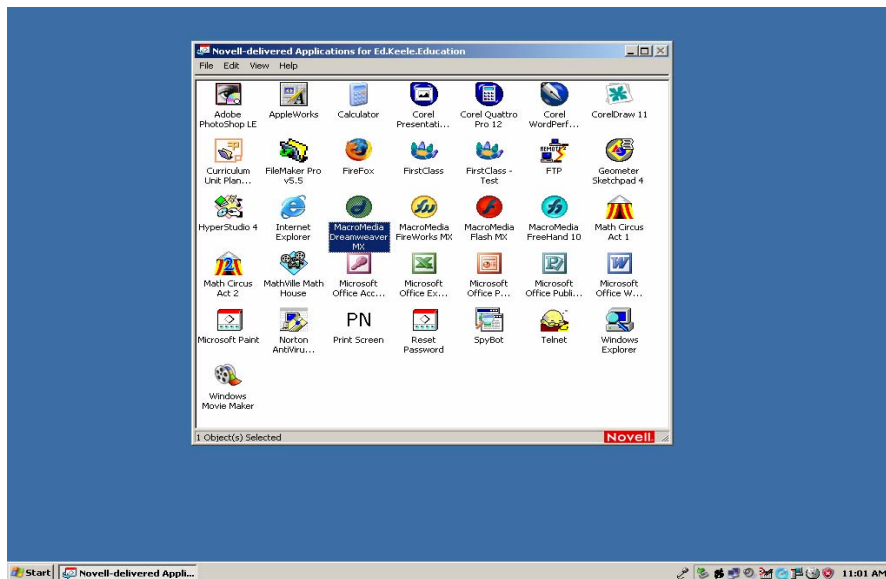 Novell-delivered Applications for Ed.Keele.Education
File Edit View Help
Adobe PhotoShop LE
AppleWorks
Calculator
Corel Presentati...
Corel Quattro Pro 12
Corel WordPerf...
CorelDraw 11
Curriculum Unit Plan...
FileMaker Pro v5.5
FireFox
FirstClass
FirstClass - Test
FTP
Geometer Sketchpad 4
HyperStudio 4
Internet Explorer
MacroMedia Dreamweaver MX
MacroMedia FireWorks MX
MacroMedia Flash MX
MacroMedia FreeHand 10
Math Circus Act 1
Math Circus Act 2
MathVille Math House
Microsoft Office Acc...
Microsoft Office Ex...
Microsoft Office P...
Microsoft Office Publi...
Microsoft Office W...
Microsoft Paint
Norton AntiViru...
PN
Print Screen
Reset Password
SpyBot
Telnet
Windows Explorer
Windows Movie Maker
1 Object(s) Selected
Novell.
Start
Novell-delivered Appli...
11:01 AM